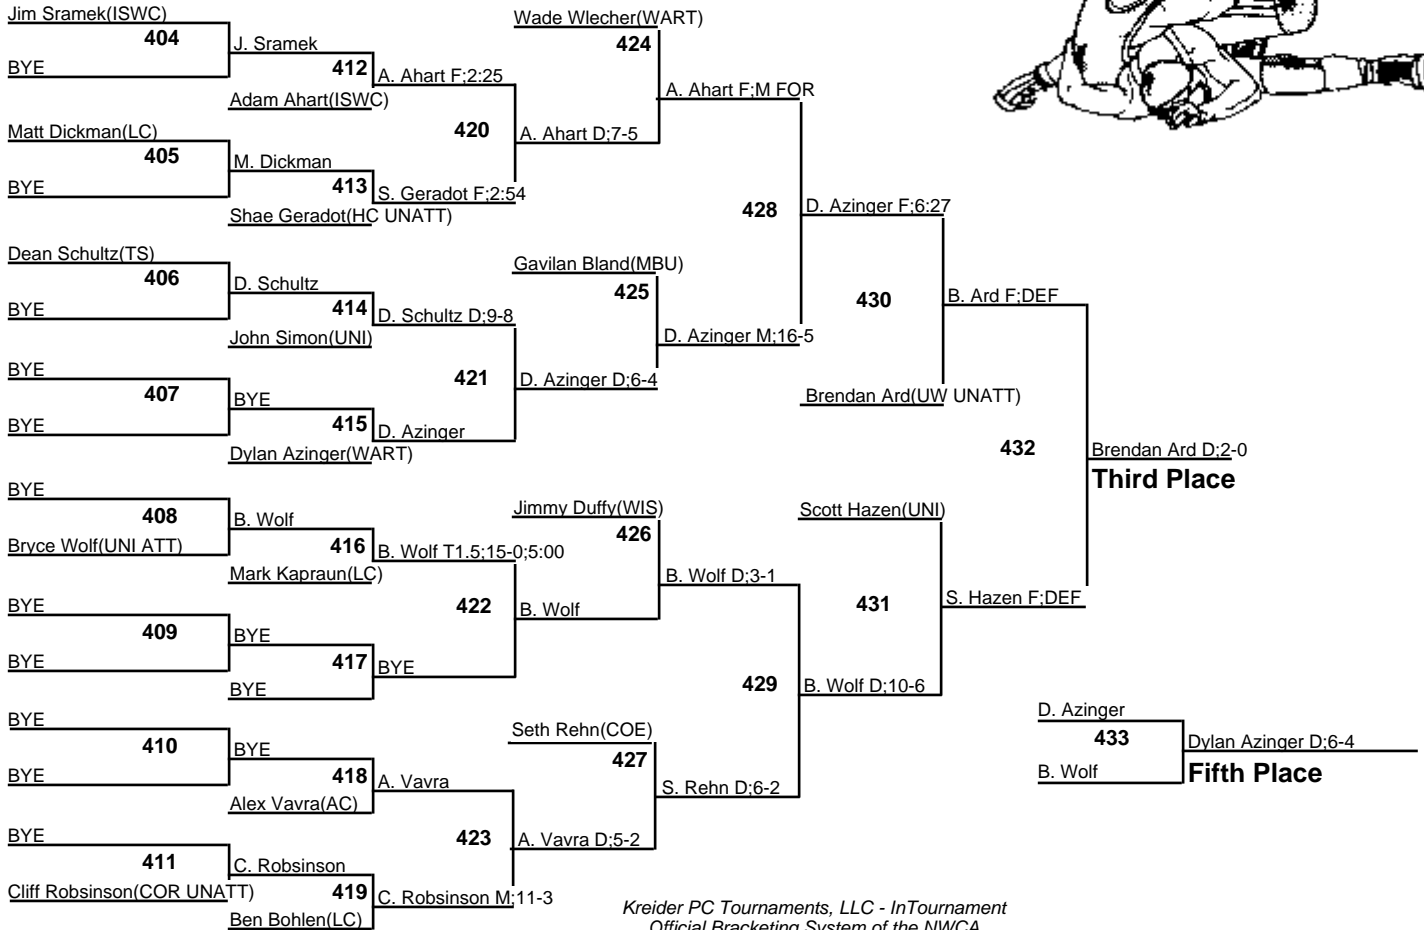 Jim Sramek(ISWC)
404
BYE
J. Sramek
412
Adam Ahart(ISWC)
A. Ahart F;2:25
Matt Dickman(LC)
405
BYE
M. Dickman
413
Shae Geradot(HC UNATT)
S. Geradot F;2:54
420
A. Ahart D;7-5
Wade Wlecher(WART)
424
A. Ahart F;M FOR
Dean Schultz(TS)
406
BYE
D. Schultz
414
John Simon(UNI)
D. Schultz D;9-8
BYE
407
BYE
BYE
415
Dylan Azinger(WART)
D. Azinger
421
D. Azinger D;6-4
Gavilan Bland(MBU)
425
D. Azinger M;16-5
428
D. Azinger F;6:27
430
Brendan Ard(UW UNATT)
B. Ard F;DEF
BYE
408
Bryce Wolf(UNI ATT)
B. Wolf
416
Mark Kapraun(LC)
B. Wolf T1.5;15-0;5:00
BYE
409
BYE
BYE
417
BYE
BYE
422
B. Wolf
Jimmy Duffy(WIS)
426
B. Wolf D;3-1
BYE
410
BYE
BYE
418
Alex Vavra(AC)
A. Vavra
BYE
411
Cliff Robsinson(COR UNATT)
C. Robsinson
419
Ben Bohlen(LC)
C. Robsinson M;11-3
423
A. Vavra D;5-2
Seth Rehn(COE)
427
S. Rehn D;6-2
429
B. Wolf D;10-6
Scott Hazen(UNI)
431
S. Hazen F;DEF
432
Brendan Ard D;2-0
Third Place
D. Azinger
433
B. Wolf
Dylan Azinger D;6-4
Fifth Place
Kreider PC Tournaments, LLC - InTournament
Official Bracketing System of the NWCA